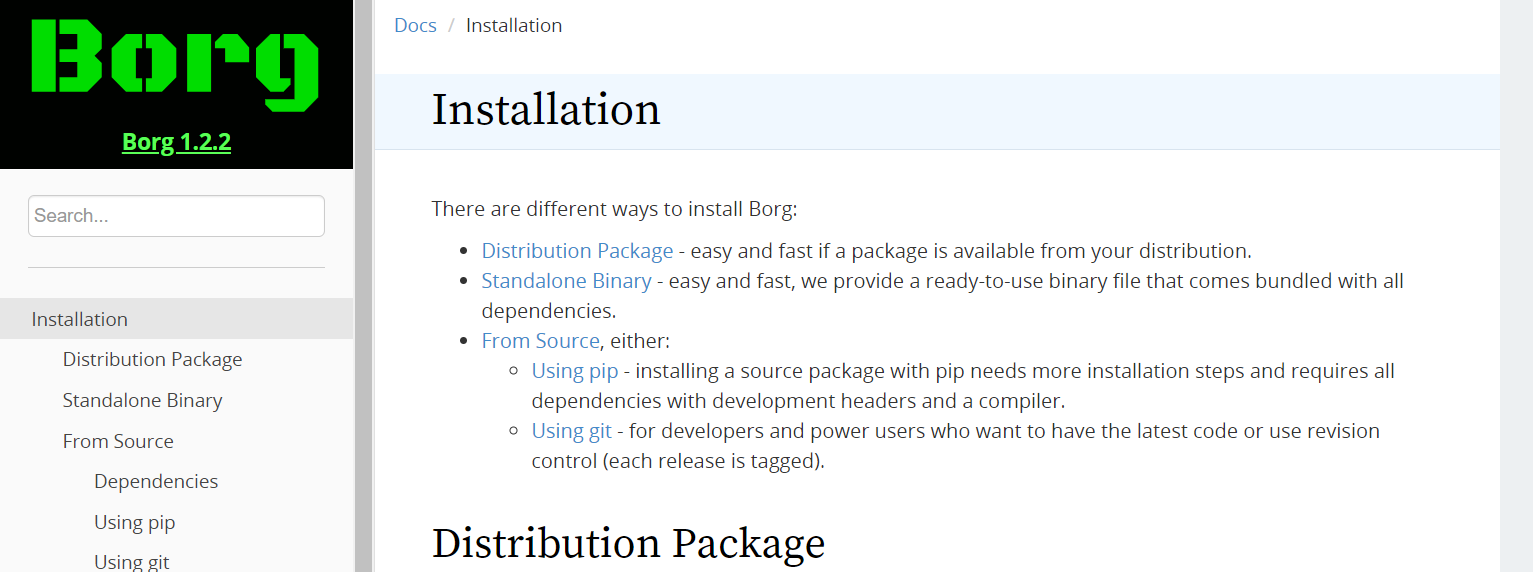 Borg
Borg 1.2.2
Search...
Installation
Distribution Package
Standalone Binary
From Source
Dependencies
Using pip
Using git
Docs / Installation
Installation
There are different ways to install Borg:
• Distribution Package - easy and fast if a package is available from your distribution.
• Standalone Binary - easy and fast, we provide a ready-to-use binary file that comes bundled with all
dependencies.
• From Source, either:
◦ Using pip - installing a source package with pip needs more installation steps and requires all
dependencies with development headers and a compiler.
◦ Using git - for developers and power users who want to have the latest code or use revision
control (each release is tagged).
Distribution Package